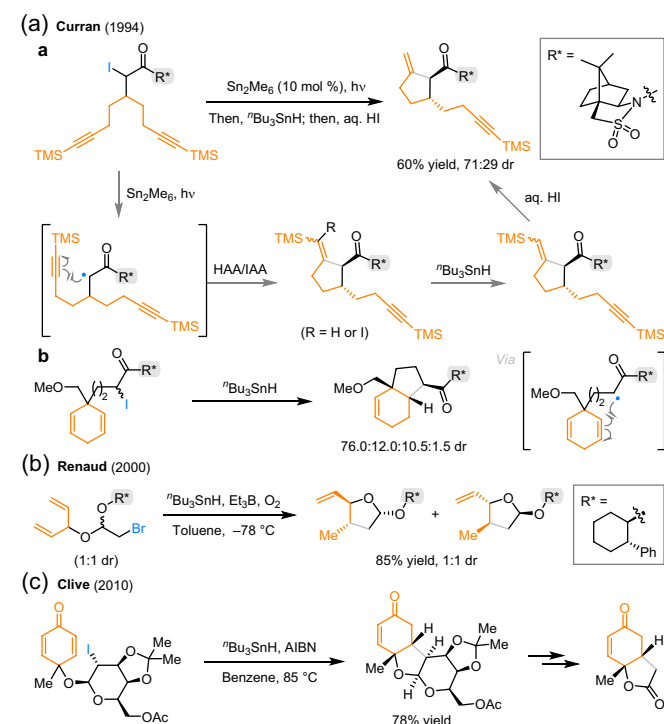 (a) Curran (1994)
a
I
O
R*
TMS
TMS
Sn2Me6 (10 mol %), hν
Then, nBu3SnH; then, aq. HI
O
R*
TMS
60% yield, 71:29 dr
R* =
N
S
O
O
Sn2Me6, hν
aq. HI
TMS
O
R*
TMS
HAA/IAA
R
TMS
O
R*
TMS
(R = H or I)
nBu3SnH
TMS
O
R*
TMS
b
O
R*
MeO
( )2
I
nBu3SnH
MeO
R*
O
H
76.0:12.0:10.5:1.5 dr
Via
O
R*
MeO
( )2
(b) Renaud (2000)
R*
O
O
Br
(1:1 dr)
nBu3SnH, Et3B, O2
Toluene, –78 °C
O
O
R*
Me
+
O
O
R*
Me
85% yield, 1:1 dr
R* =
Ph
(c) Clive (2010)
O
Me
O
I
O
O
Me
Me
O
OAc
nBu3SnH, AIBN
Benzene, 85 °C
O
H
Me
O
H
H
O
O
O
Me
Me
OAc
78% yield
O
H
Me
O
O